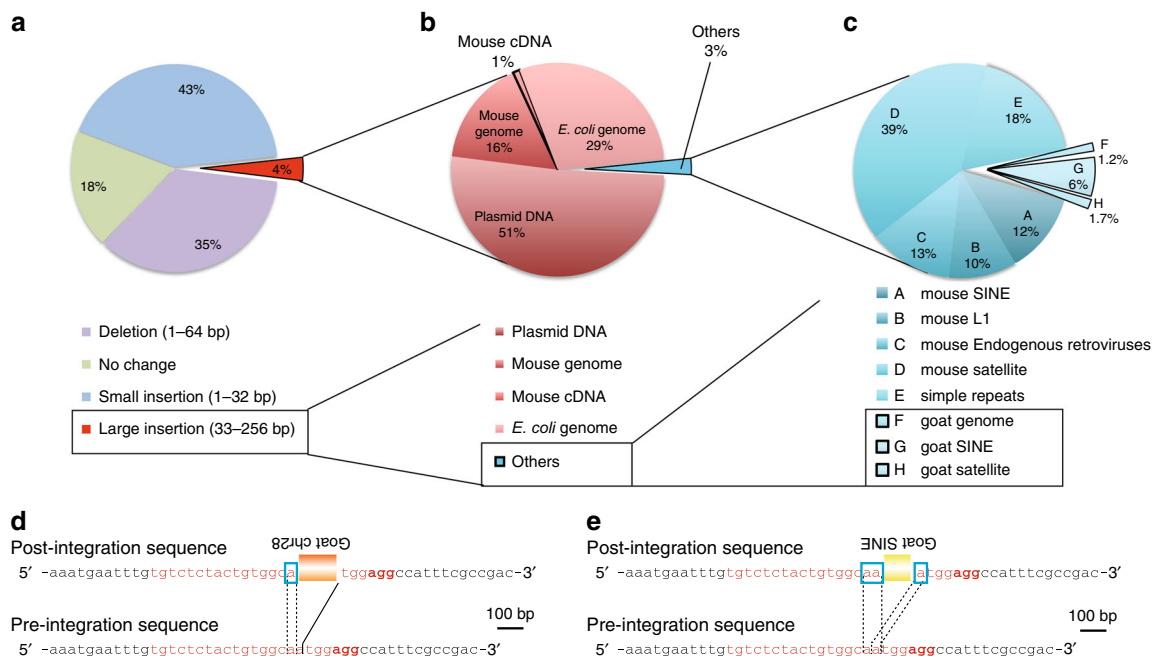 a
43%
18%
4%
35%
Deletion (1–64 bp)
No change
Small insertion (1–32 bp)
Large insertion (33–256 bp)
b
Mouse cDNA
1%
Others
3%
Mouse
genome
16%
E. coli genome
29%
Plasmid DNA
51%
Plasmid DNA
Mouse genome
Mouse cDNA
E. coli genome
Others
c
D
39%
E
18%
F
1.2%
G
6%
H
1.7%
A
12%
B
10%
C
13%
A mouse SINE
B mouse L1
C mouse Endogenous retroviruses
D mouse satellite
E simple repeats
F goat genome
G goat SINE
H goat satellite
d
Goat chr28
Post-integration sequence
5′ -aaatgaatttgtgtctctactgtggca tggaggccatttcgccgac-3′
100 bp
Pre-integration sequence
5′ -aaatgaatttgtgtctctactgtggcaatggaggccatttcgccgac- 3′
e
Goat SINE
Post-integration sequence
5′ -aaatgaatttgtgtctctactgtggcaa atggaggccatttcgccgac-3′
100 bp
Pre-integration sequence
5′ -aaatgaatttgtgtctctactgtggcaatggaggccatttcgccgac- 3′